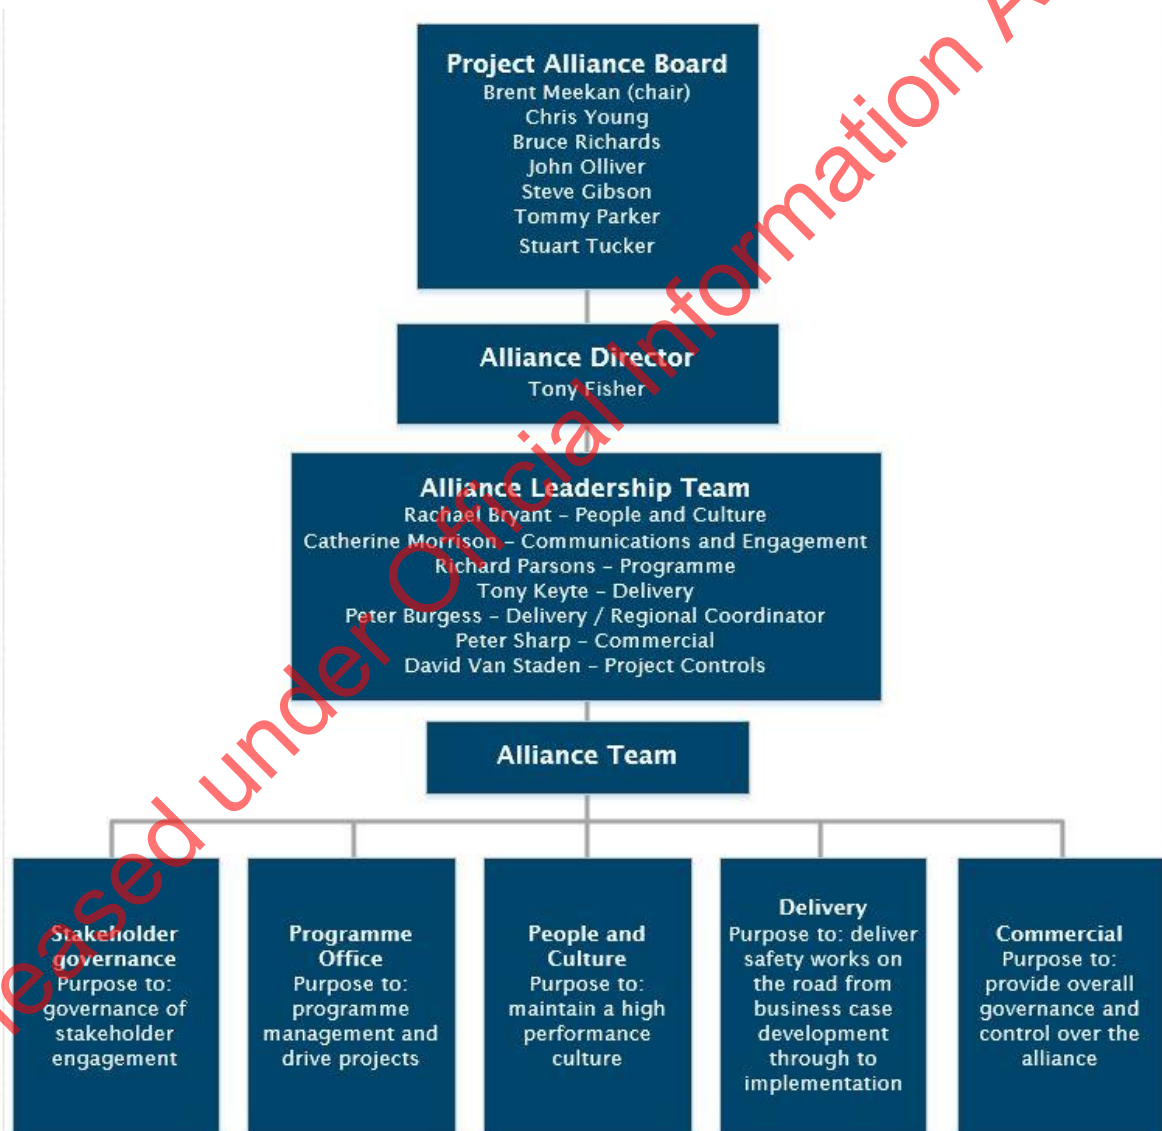 Project Alliance Board
Brent Meekan (chair)
Chris Young
Bruce Richards
John Olliver
Steve Gibson
Tommy Parker
Stuart Tucker
Alliance Director
Tony Fisher
Alliance Leadership Team
Rachael Bryant – People and Culture
Catherine Morrison – Communications and Engagement
Richard Parsons – Programme
Tony Keyte – Delivery
Peter Burgess – Delivery / Regional Coordinator
Peter Sharp – Commercial
David Van Staden – Project Controls
Alliance Team
Stakeholder
governance
Purpose to:
governance of
stakeholder
engagement
Programme
Office
Purpose to:
programme
management and
drive projects
People and
Culture
Purpose to:
maintain a high
performance
culture
Delivery
Purpose to: deliver
safety works on
the road from
business case
development
through to
implementation
Commercial
Purpose to:
provide overall
governance and
control over the
alliance
under Official Information